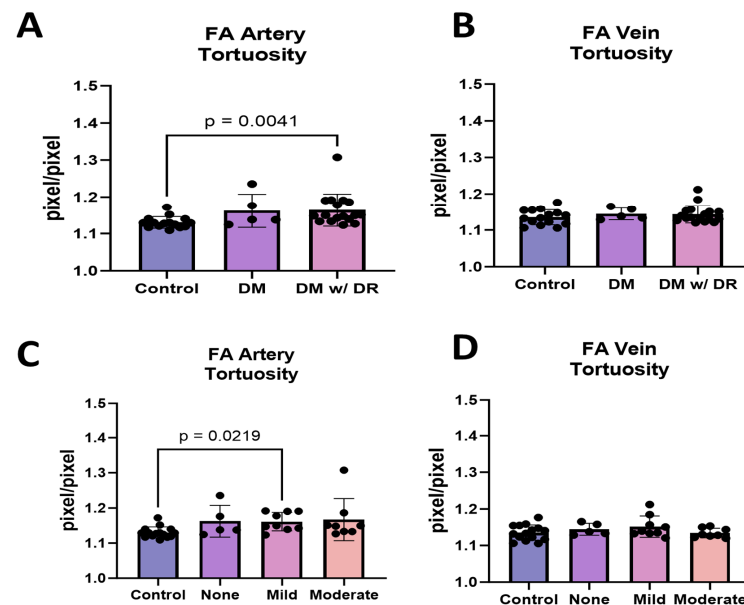 A
FA Artery
Tortuosity
pixel/pixel
1.5
1.4
1.3
1.2
1.1
1.0
p = 0.0041
Control DM DM w/ DR
B
FA Vein
Tortuosity
pixel/pixel
1.5
1.4
1.3
1.2
1.1
1.0
Control DM DM w/ DR
C
FA Artery
Tortuosity
pixel/pixel
1.5
1.4
1.3
1.2
1.1
1.0
p = 0.0219
Control None Mild Moderate
D
FA Vein
Tortuosity
pixel/pixel
1.5
1.4
1.3
1.2
1.1
1.0
Control None Mild Moderate